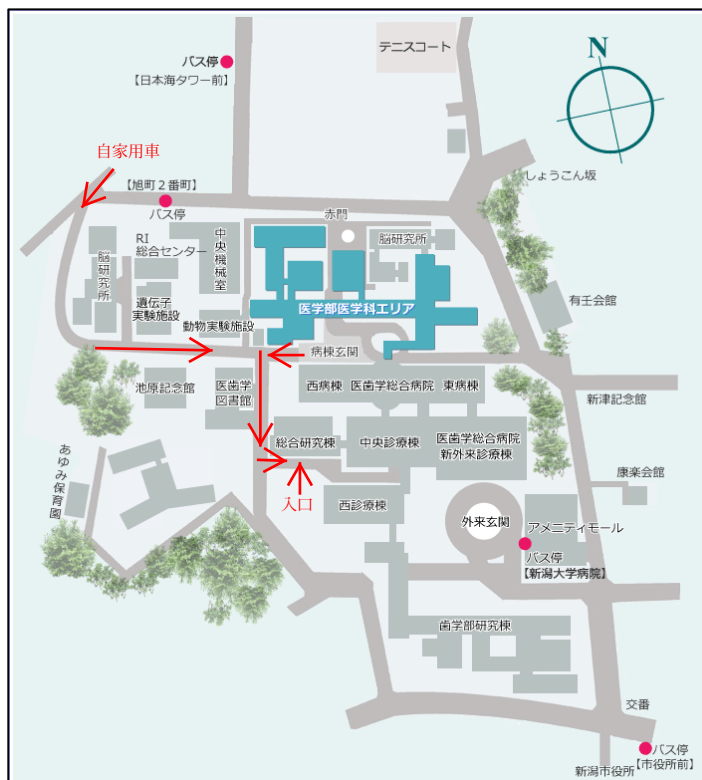 テニスコート
バス停
【日本海タワー前】
N
自家用車
しょうこん坂
【旭町２番町】
バス停
赤門
脳研究所
RI
総合センター
中央機械室
脳研究所
遺伝子
実験施設
医学部医学科エリア
有壬会館
動物実験施設
病棟玄関
池原記念館
医歯学
図書館
西病棟
医歯学総合病院
東病棟
新津記念館
総合研究棟
中央診療棟
医歯学総合病院
新外来診療棟
あゆみ保育園
康楽会館
入口
西診療棟
外来玄関
アメニティモール
バス停
【新潟大学病院】
歯学部研究棟
交番
バス停
【市役所前】
新潟市役所